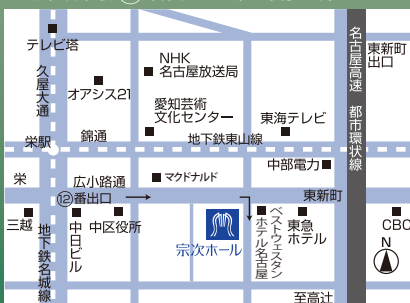 テレビ塔
NHK
名古屋放送局
名古屋高速 都市環状線
東新町
出口
久屋大通
オアシス21
愛知芸術
文化センター
東海テレビ
錦通
地下鉄東山線
栄駅
中部電力
栄
広小路通
マクドナルド
東新町
⑫番出口
三越
地下鉄名城線
中日ビル
中区役所
宗次ホール
ベストウェスタン
ホテル名古屋
東急
ホテル
CBC
N
至高辻